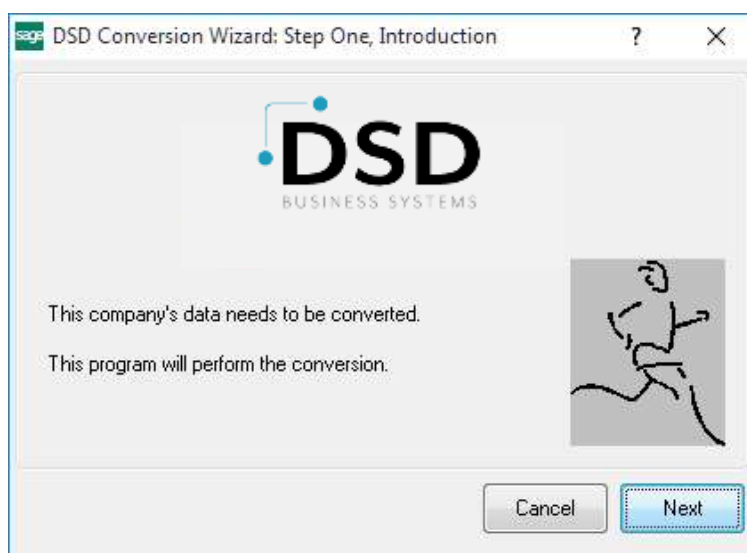 sage DSD Conversion Wizard: Step One, Introduction ? X
DSD
BUSINESS SYSTEMS
This company's data needs to be converted.
This program will perform the conversion.
Cancel Next